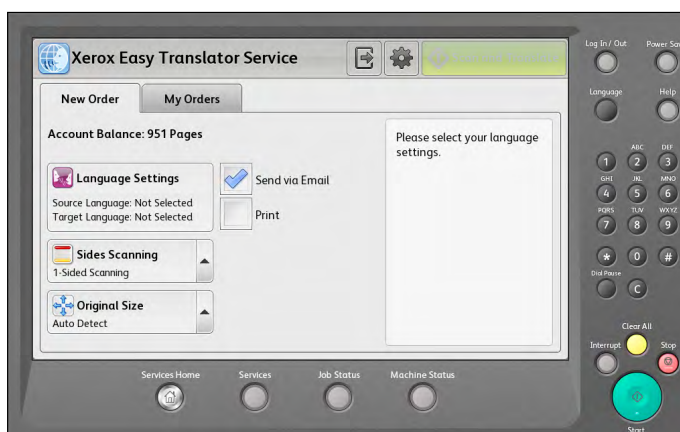 Xerox Easy Translator Service
New Order
My Orders
Account Balance: 951 Pages
Language Settings
Source Language: Not Selected
Target Language: Not Selected
Send via Email
Print
Sides Scanning
1-Sided Scanning
Original Size
Auto Detect
Please select your language
settings.
Services Home
Services
Job Status
Machine Status
Log In / Out
Power
Language
Help
ABC
DEF
1
2
3
GHI
JKL
MNO
4
5
6
PQRS
TUV
WXYZ
7
8
9
*
0
#
Dial Pause
C
Clear All
Interrupt
Stop
Start